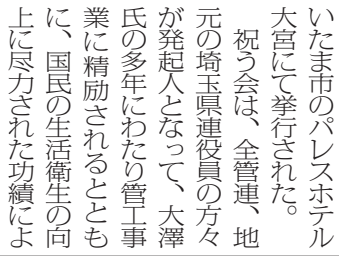 いたま市のパレスホテル
大宮にて挙行された。
　祝う会は、全管連、地
元の埼玉県連役員の方々
が発起人となって、大澤
氏の多年にわたり管工事
業に精励されるととも
に、国民の生活衛生の向
上に尽力された功績によ